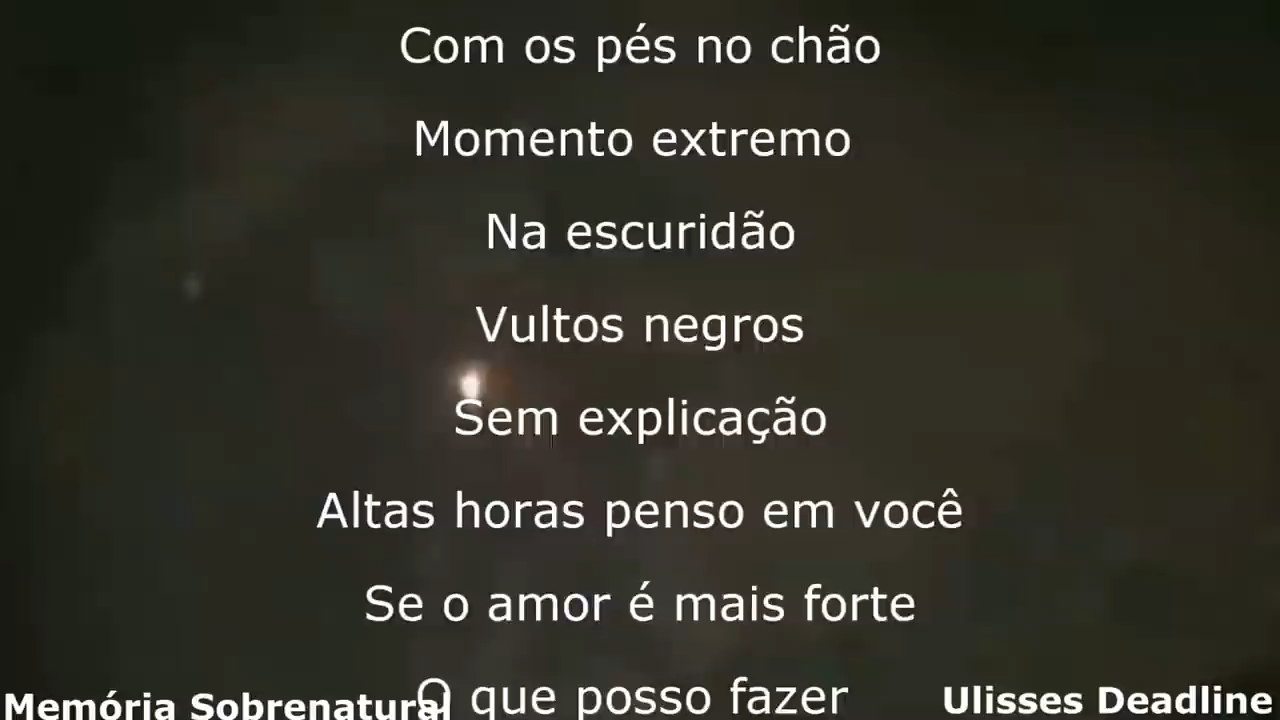 Com os pés no chão
Momento extremo
Na escuridão
Vultos negros
Sem explicação
Altas horas penso em você
Se o amor é mais forte
O que posso fazer
Memória Sobrenatural
Ulisses Deadline